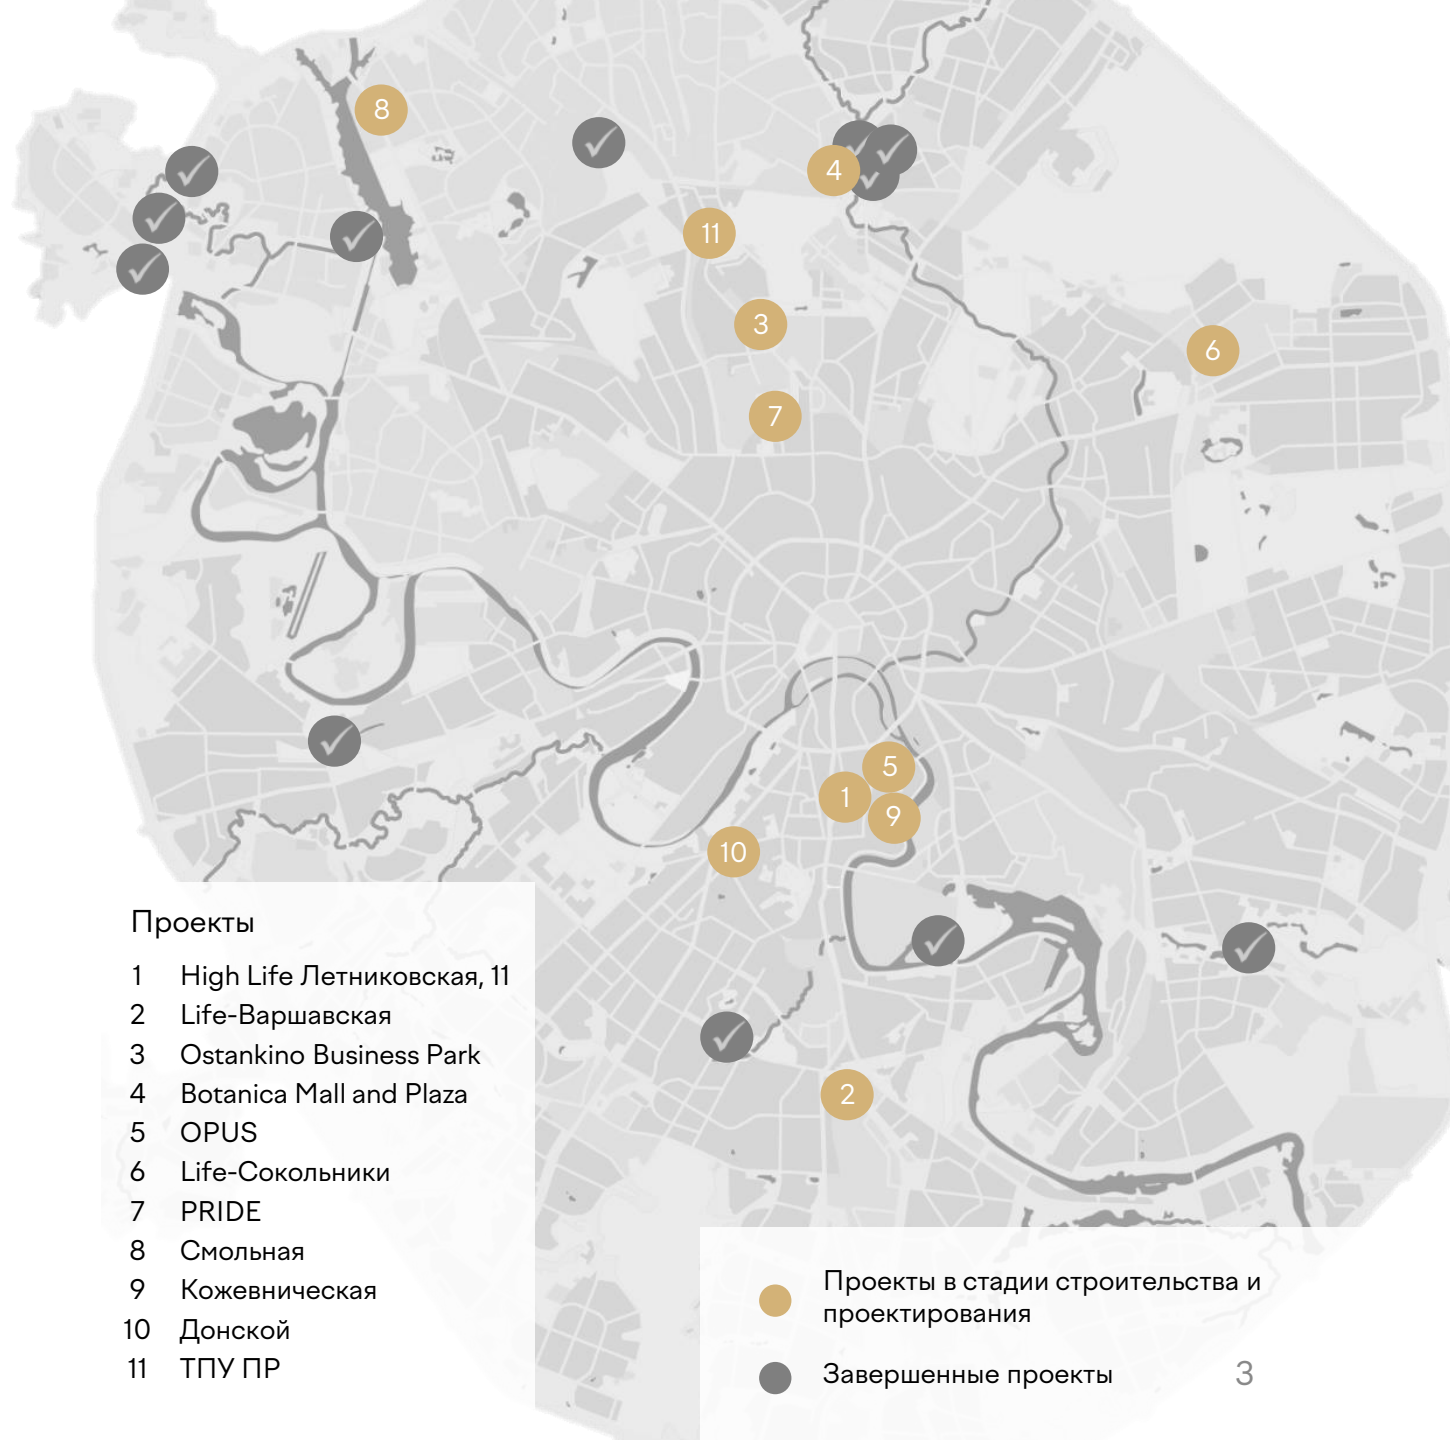 8
4
11
3
6
7
5
1
9
10
2
Проекты
1 High Life Летниковская, 11
2 Life-Варшавская
3 Ostankino Business Park
4 Botanica Mall and Plaza
5 OPUS
6 Life-Сокольники
7 PRIDE
8 Смольная
9 Кожевническая
10 Донской
11 ТПУ ПР
Проекты в стадии строительства и
проектирования
Завершенные проекты
3